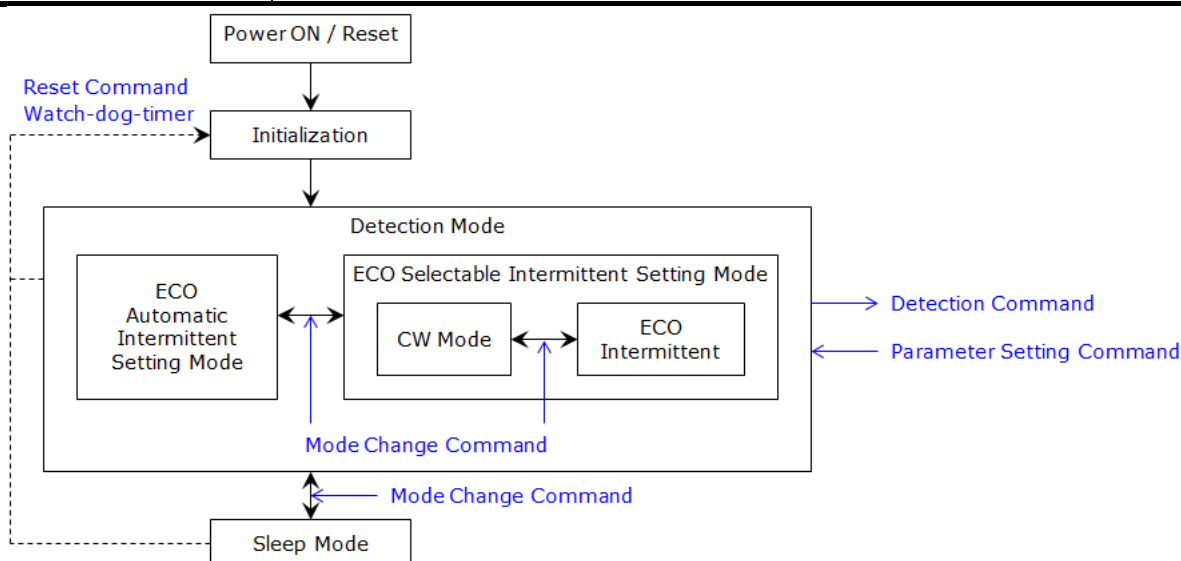 Power ON / Reset
Reset Command
Watch-dog-timer
Initialization
Detection Mode
ECO
Automatic
Intermittent
Setting Mode
ECO Selectable Intermittent Setting Mode
CW Mode
ECO
Intermittent
Detection Command
Parameter Setting Command
Mode Change Command
Mode Change Command
Sleep Mode